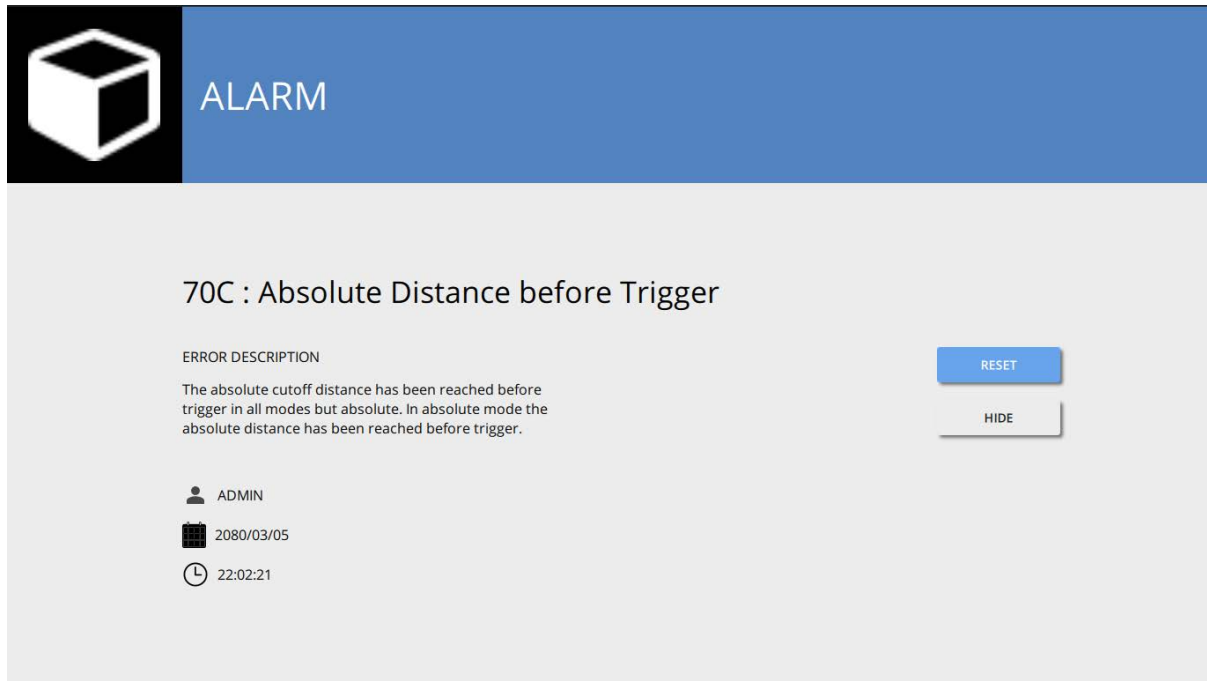 ALARM
70C : Absolute Distance before Trigger
ERROR DESCRIPTION
RESET
The absolute cutoff distance has been reached before
trigger in all modes but absolute. In absolute mode the
absolute distance has been reached before trigger.
HIDE
ADMIN
2080/03/05
22:02:21